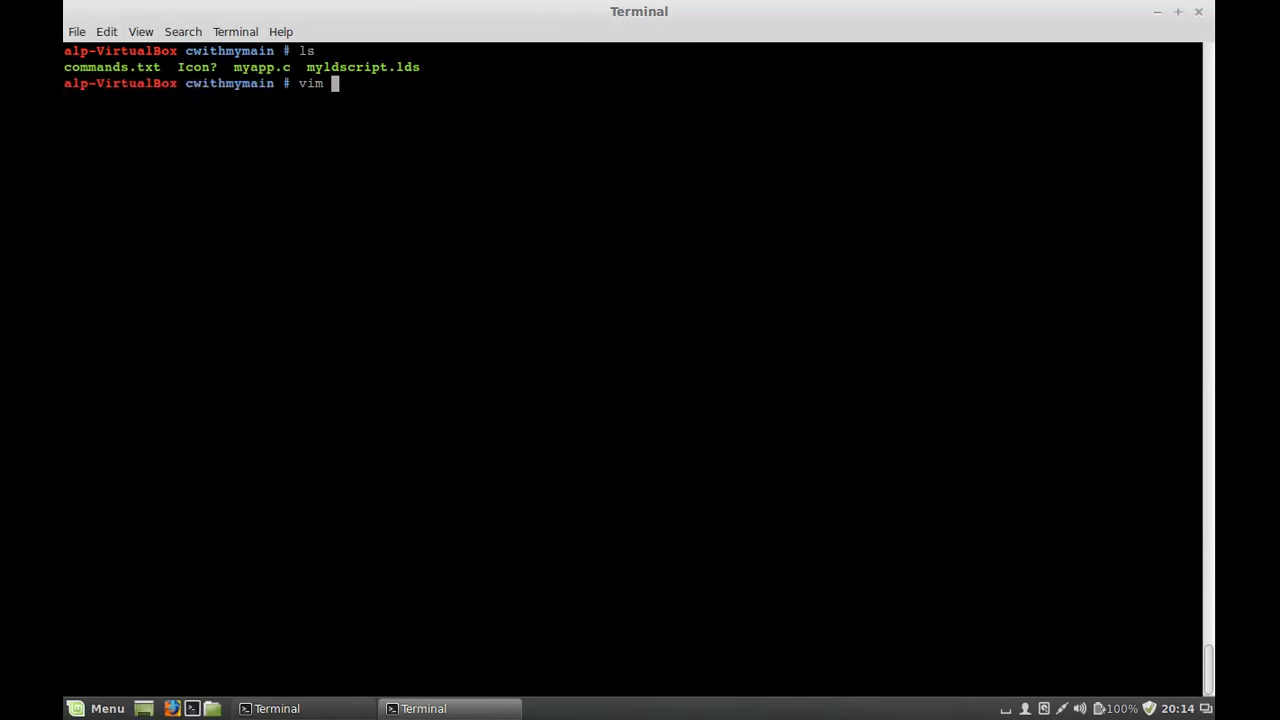 Terminal
File Edit View Search Terminal Help
alp-VirtualBox cwithmymain # ls
commands.txt Icon? myapp.c myldscript.lds
alp-VirtualBox cwithmymain # vim
Menu Terminal Terminal 100% 20:14